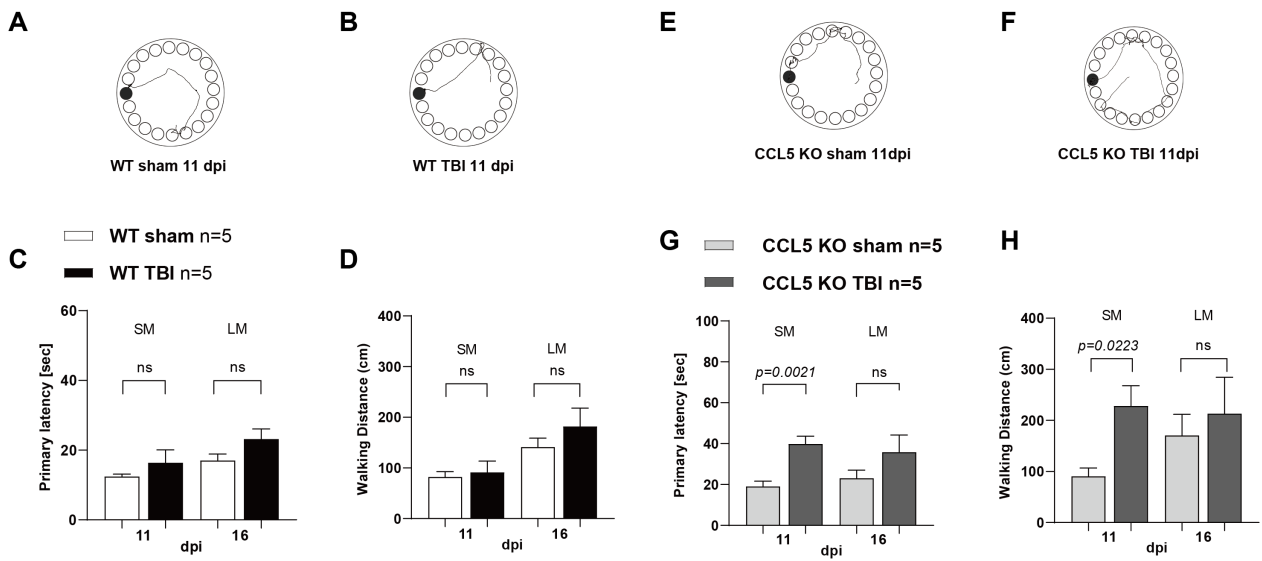 A
B
E
F
WT sham 11 dpi
WT TBI 11 dpi
CCL5 KO sham 11dpi
CCL5 KO TBI 11dpi
WT sham n=5
WT TBI n=5
C
Primary latency [sec]
60
40
20
0
SM
LM
ns
ns
11
16
dpi
D
Walking Distance (cm)
400
300
200
100
0
SM
LM
ns
ns
11
16
dpi
G
CCL5 KO sham n=5
CCL5 KO TBI n=5
Primary latency [sec]
100
80
60
40
20
0
SM
LM
p=0.0021
ns
11
16
dpi
H
Walking Distance (cm)
400
300
200
100
0
SM
LM
p=0.0223
ns
11
16
dpi